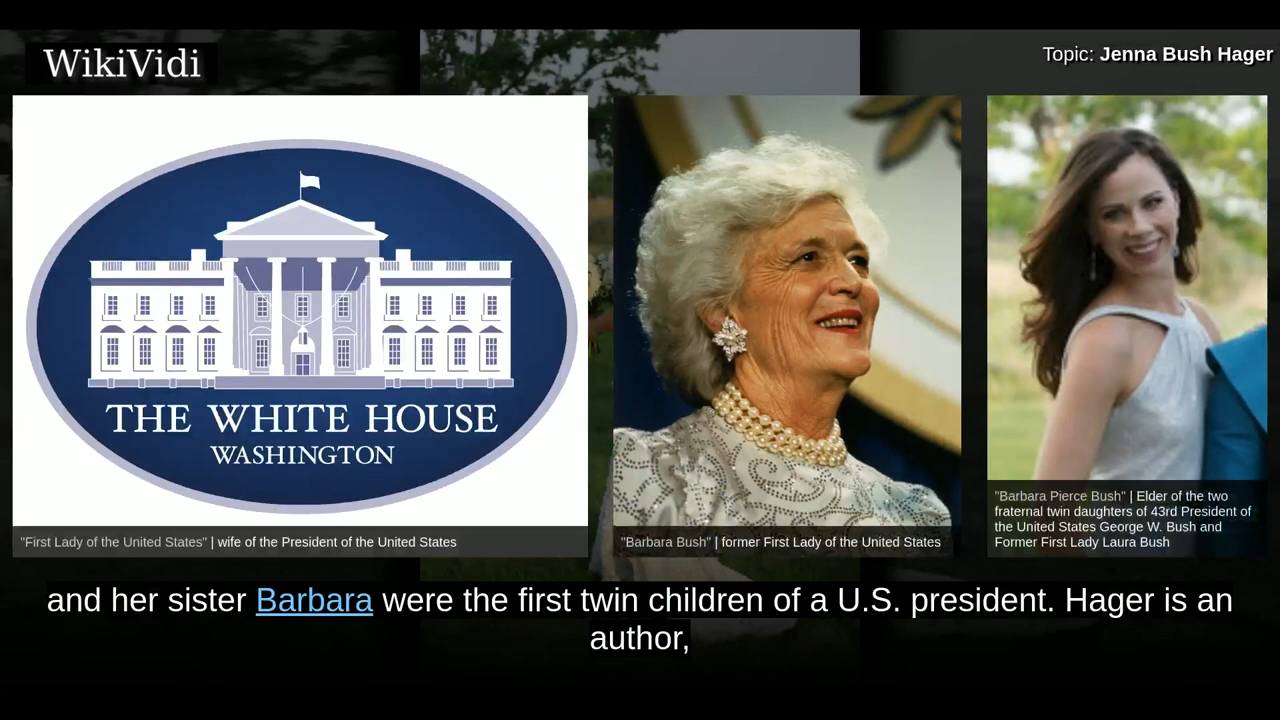 WikiVidi
Topic: Jenna Bush Hager
THE WHITE HOUSE
WASHINGTON
"First Lady of the United States" | wife of the President of the United States
"Barbara Bush" | former First Lady of the United States
"Barbara Pierce Bush" | Elder of the two
fraternal twin daughters of 43rd President of
the United States George W. Bush and
Former First Lady Laura Bush
and her sister Barbara were the first twin children of a U.S. president. Hager is an
author,